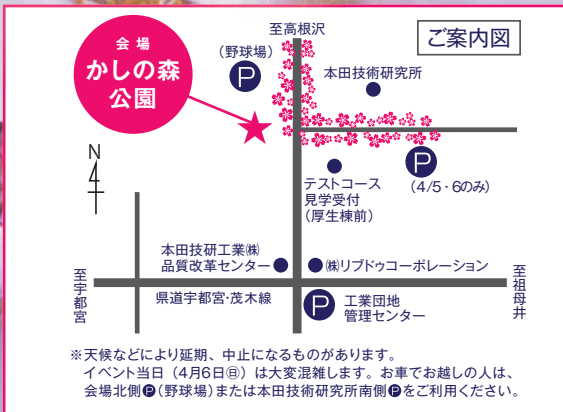 至高根沢
ご案内図
会場
かしの森
公園
(野球場)
P
本田技術研究所
N
テストコース
見学受付
(厚生棟前)
P
(4/5・6のみ)
本田技研工業㈱
品質改革センター
㈱リブドゥコーポレーション
至宇都宮
県道宇都宮・茂木線
P
工業団地
管理センター
至祖母井
※天候などにより延期、中止になるものがあります。
イベント当日（4月6日㊐）は大変混雑します。お車でお越しの人は、
会場北側🅟(野球場)または本田技術研究所南側🅟をご利用ください。